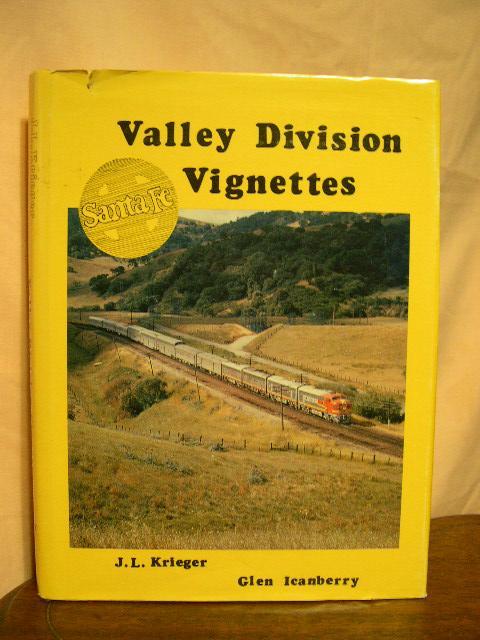 Valley Division
Vignettes
Santa Fe
J.L. Krieger
Glen Icanberry